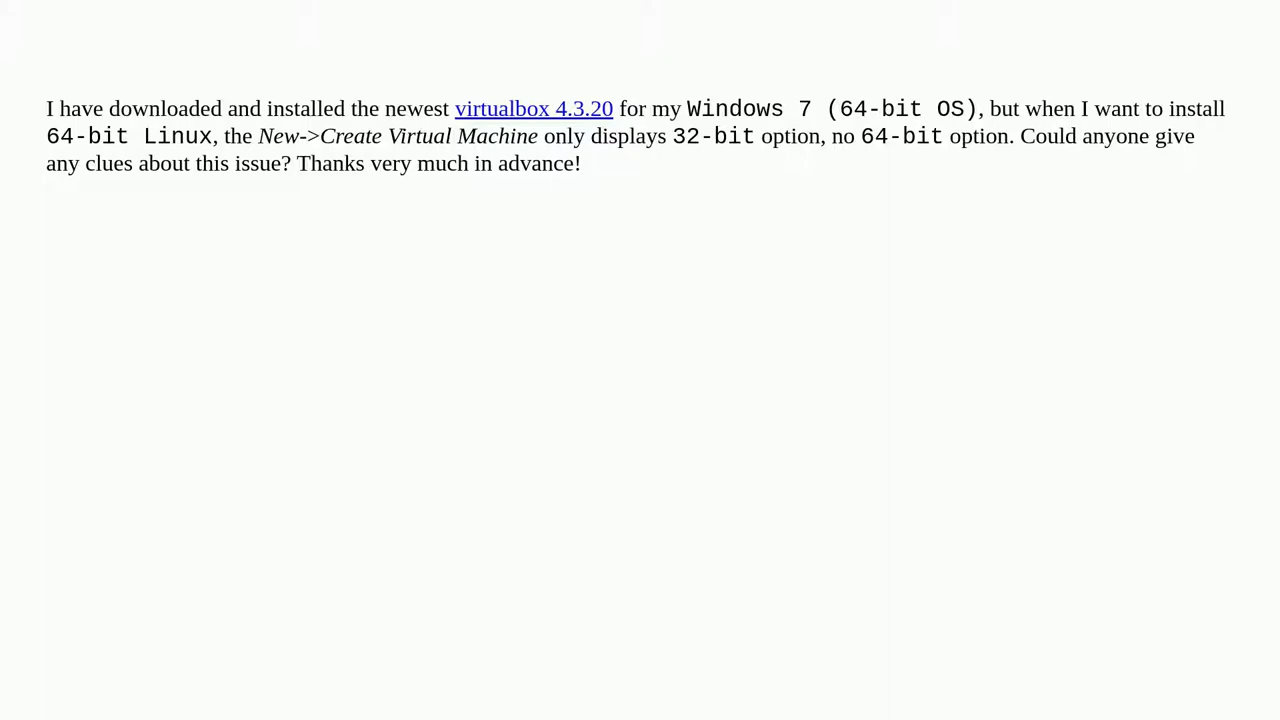 I have downloaded and installed the newest virtualbox 4.3.20 for my Windows 7 (64-bit OS), but when I want to install
64-bit Linux, the New->Create Virtual Machine only displays 32-bit option, no 64-bit option. Could anyone give
any clues about this issue? Thanks very much in advance!